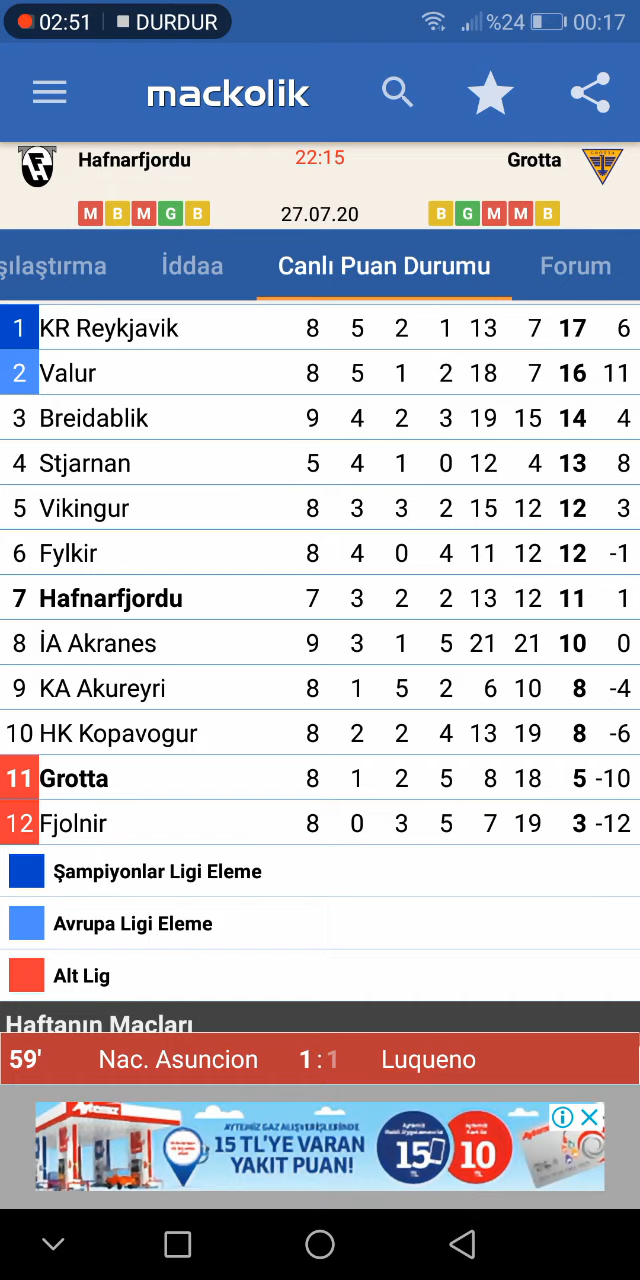 02:51 DURDUR %24 00:17
mackolik
Hafnarfjordu 22:15 Grotta
M B M G B 27.07.20 B G M M B
şılaştırma İddaa Canlı Puan Durumu Forum
1 KR Reykjavik 8 5 2 1 13 7 17 6
2 Valur 8 5 1 2 18 7 16 11
3 Breidablik 9 4 2 3 19 15 14 4
4 Stjarnan 5 4 1 0 12 4 13 8
5 Vikingur 8 3 3 2 15 12 12 3
6 Fylkir 8 4 0 4 11 12 12 -1
7 Hafnarfjordu 7 3 2 2 13 12 11 1
8 İA Akranes 9 3 1 5 21 21 10 0
9 KA Akureyri 8 1 5 2 6 10 8 -4
10 HK Kopavogur 8 2 2 4 13 19 8 -6
11 Grotta 8 1 2 5 8 18 5 -10
12 Fjolnir 8 0 3 5 7 19 3 -12
Şampiyonlar Ligi Eleme
Avrupa Ligi Eleme
Alt Lig
Haftanın Maçları
59' Nac. Asuncion 1 : 1 Luqueno
AYTEMİZ GAZ ALIŞVERİŞLERİNDE
15 TL'YE VARAN
YAKIT PUAN!
15 TL
10 TL